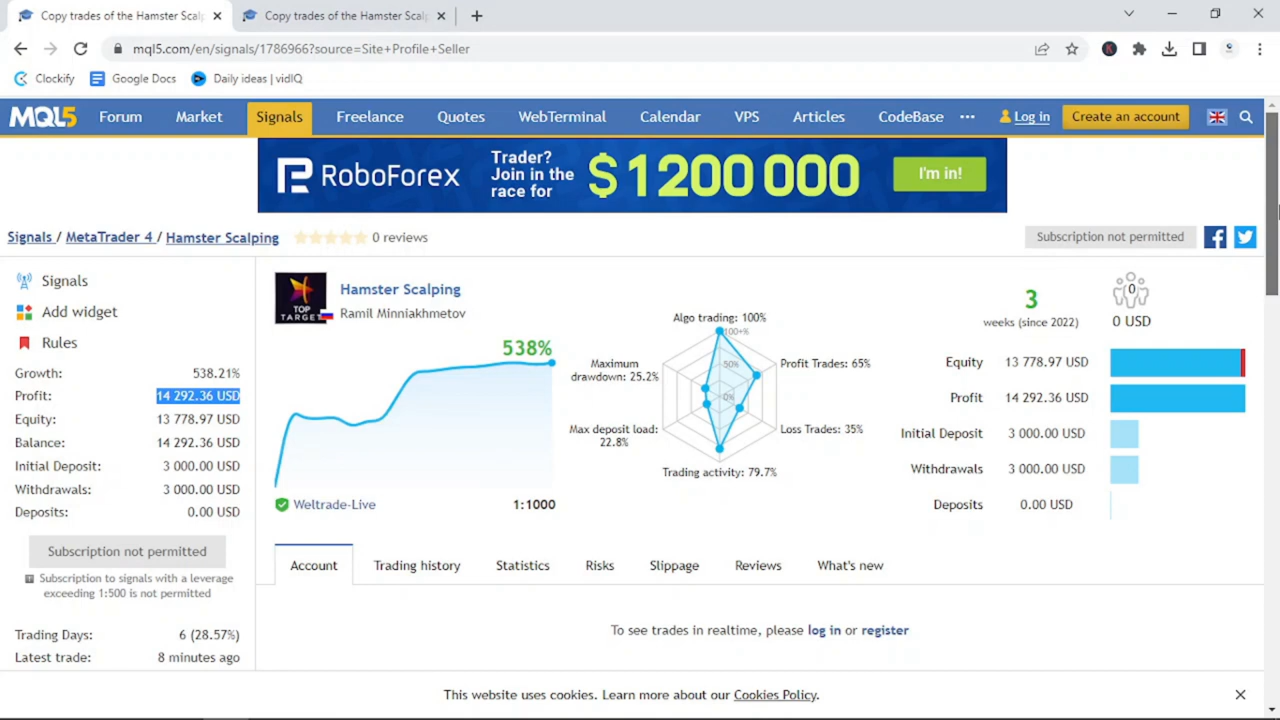 Copy trades of the Hamster Scalp
Copy trades of the Hamster Scalp
mql5.com/en/signals/1786966?source=Site+Profile+Seller
Clockify
Google Docs
Daily ideas | vidIQ
MQL5
Forum
Market
Signals
Freelance
Quotes
WebTerminal
Calendar
VPS
Articles
CodeBase
Log in
Create an account
RoboForex
Trader?
Join in the
race for
$1200000
I'm in!
Signals / MetaTrader 4 / Hamster Scalping
0 reviews
Subscription not permitted
Signals
Add widget
Rules
Growth: 538.21%
Profit: 14 292.36 USD
Equity: 13 778.97 USD
Balance: 14 292.36 USD
Initial Deposit: 3 000.00 USD
Withdrawals: 3 000.00 USD
Deposits: 0.00 USD
Subscription not permitted
Subscription to signals with a leverage
exceeding 1:500 is not permitted
Trading Days: 6 (28.57%)
Latest trade: 8 minutes ago
TOP
TARGET
Hamster Scalping
Ramil Minniakhmetov
538%
Weltrade-Live
1:1000
Algo trading: 100%
100+%
50%
0%
Maximum
drawdown: 25.2%
Profit Trades: 65%
Max deposit load:
22.8%
Loss Trades: 35%
Trading activity: 79.7%
3
weeks (since 2022)
0
0 USD
Equity 13 778.97 USD
Profit 14 292.36 USD
Initial Deposit 3 000.00 USD
Withdrawals 3 000.00 USD
Deposits 0.00 USD
Account
Trading history
Statistics
Risks
Slippage
Reviews
What's new
To see trades in realtime, please log in or register
This website uses cookies. Learn more about our Cookies Policy.